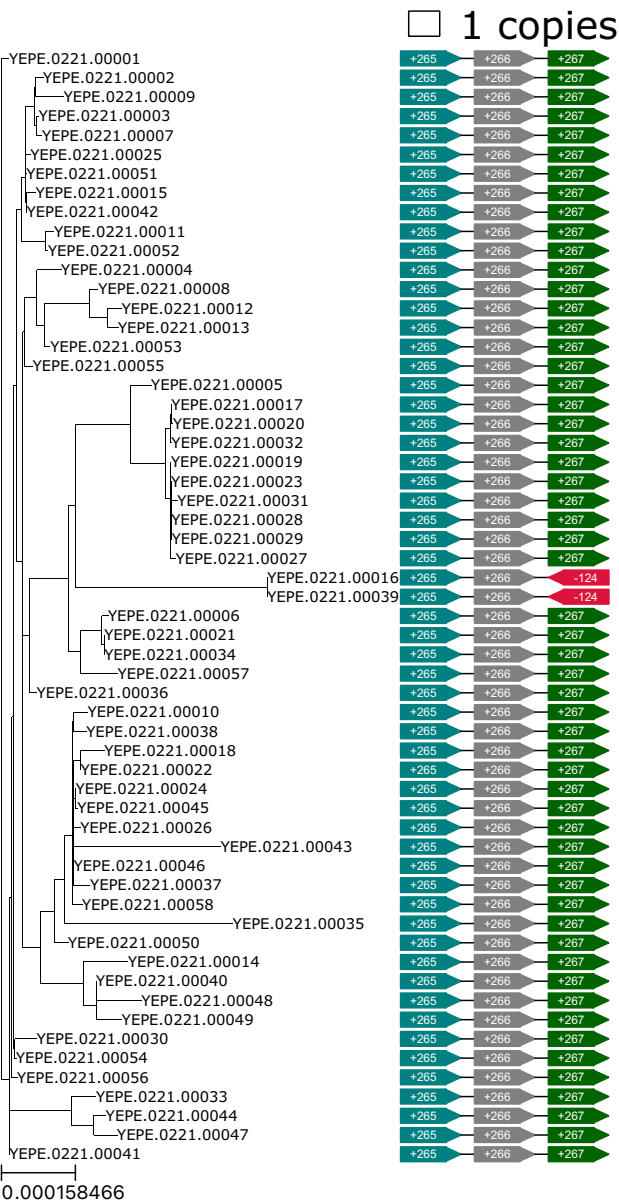 1 copies
YEPE.0221.00001 +265 +266 +267
YEPE.0221.00002 +265 +266 +267
YEPE.0221.00009 +265 +266 +267
YEPE.0221.00003 +265 +266 +267
YEPE.0221.00007 +265 +266 +267
YEPE.0221.00025 +265 +266 +267
YEPE.0221.00051 +265 +266 +267
YEPE.0221.00015 +265 +266 +267
YEPE.0221.00042 +265 +266 +267
YEPE.0221.00011 +265 +266 +267
YEPE.0221.00052 +265 +266 +267
YEPE.0221.00004 +265 +266 +267
YEPE.0221.00008 +265 +266 +267
YEPE.0221.00012 +265 +266 +267
YEPE.0221.00013 +265 +266 +267
YEPE.0221.00053 +265 +266 +267
YEPE.0221.00055 +265 +266 +267
YEPE.0221.00005 +265 +266 +267
YEPE.0221.00017 +265 +266 +267
YEPE.0221.00020 +265 +266 +267
YEPE.0221.00032 +265 +266 +267
YEPE.0221.00019 +265 +266 +267
YEPE.0221.00023 +265 +266 +267
YEPE.0221.00031 +265 +266 +267
YEPE.0221.00028 +265 +266 +267
YEPE.0221.00029 +265 +266 +267
YEPE.0221.00027 +265 +266 +267
YEPE.0221.00016 +265 +266 -124
YEPE.0221.00039 +265 +266 -124
YEPE.0221.00006 +265 +266 +267
YEPE.0221.00021 +265 +266 +267
YEPE.0221.00034 +265 +266 +267
YEPE.0221.00057 +265 +266 +267
YEPE.0221.00036 +265 +266 +267
YEPE.0221.00010 +265 +266 +267
YEPE.0221.00038 +265 +266 +267
YEPE.0221.00018 +265 +266 +267
YEPE.0221.00022 +265 +266 +267
YEPE.0221.00024 +265 +266 +267
YEPE.0221.00045 +265 +266 +267
YEPE.0221.00026 +265 +266 +267
YEPE.0221.00043 +265 +266 +267
YEPE.0221.00046 +265 +266 +267
YEPE.0221.00037 +265 +266 +267
YEPE.0221.00058 +265 +266 +267
YEPE.0221.00035 +265 +266 +267
YEPE.0221.00050 +265 +266 +267
YEPE.0221.00014 +265 +266 +267
YEPE.0221.00040 +265 +266 +267
YEPE.0221.00048 +265 +266 +267
YEPE.0221.00049 +265 +266 +267
YEPE.0221.00030 +265 +266 +267
YEPE.0221.00054 +265 +266 +267
YEPE.0221.00056 +265 +266 +267
YEPE.0221.00033 +265 +266 +267
YEPE.0221.00044 +265 +266 +267
YEPE.0221.00047 +265 +266 +267
YEPE.0221.00041 +265 +266 +267
0.000158466